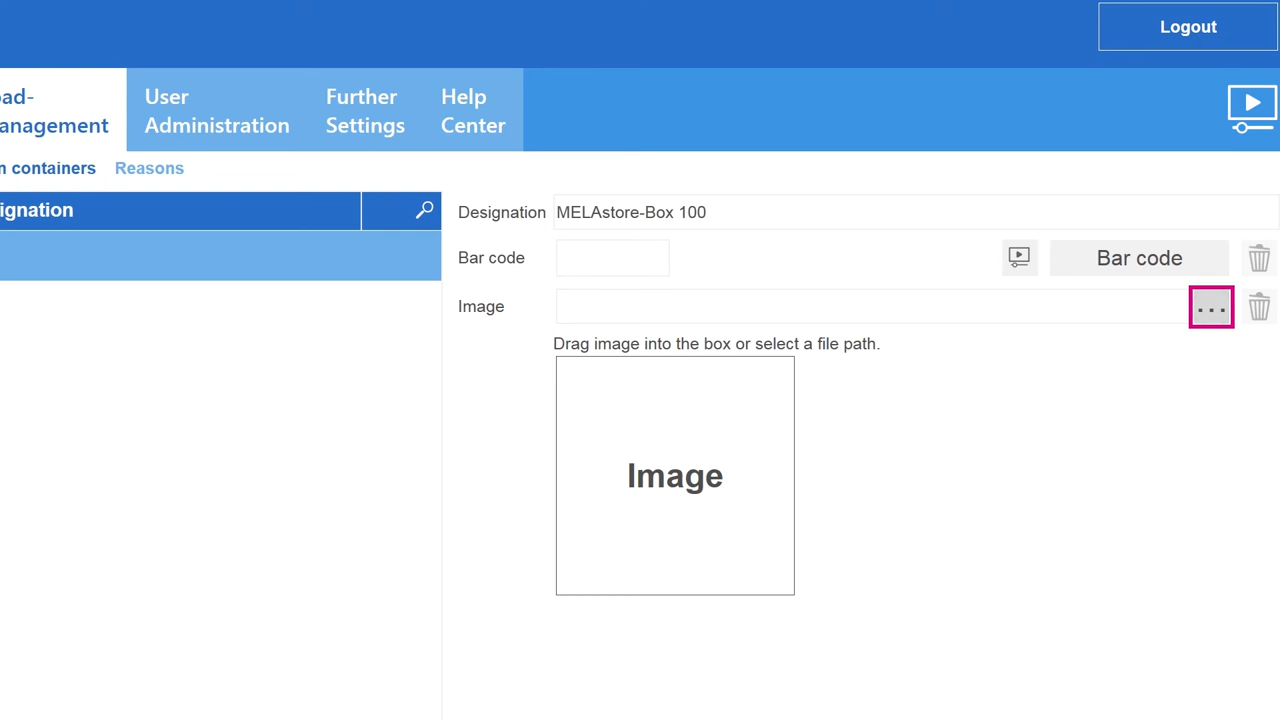 Logout
oad-
anagement
User
Administration
Further
Settings
Help
Center
n containers
Reasons
ignation
Designation
MELAstore-Box 100
Bar code
Bar code
Image
...
Drag image into the box or select a file path.
Image